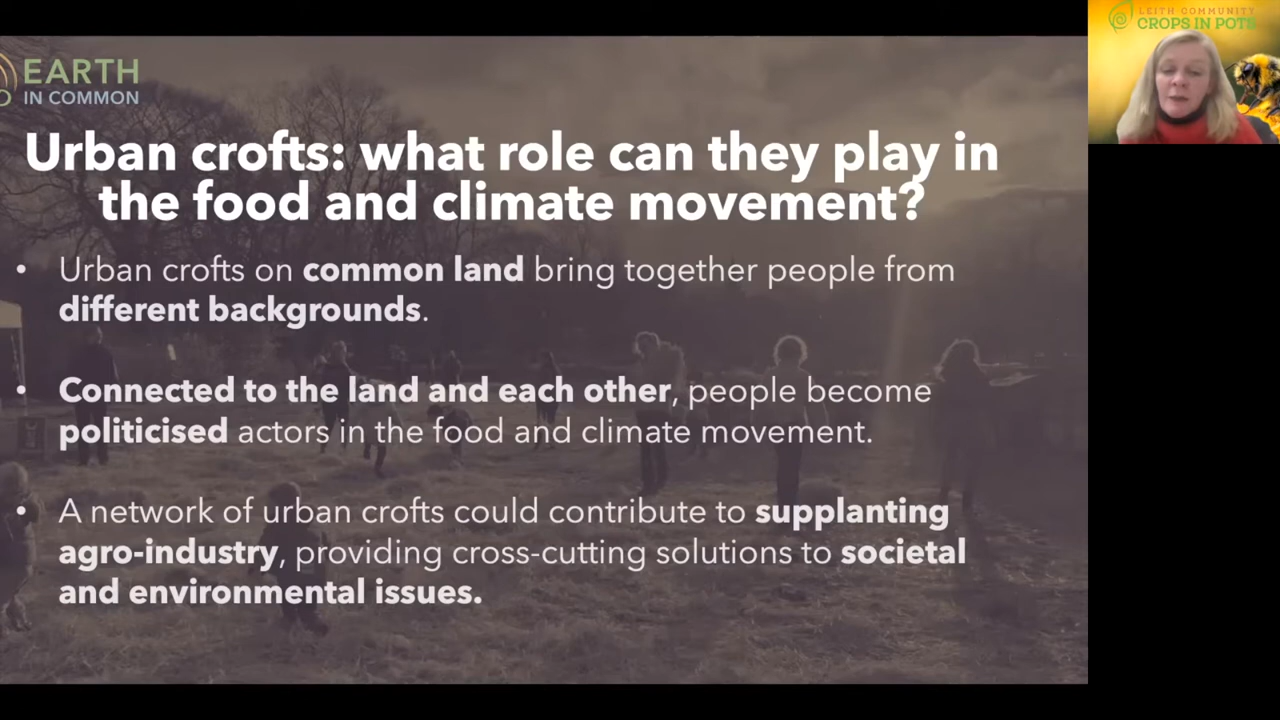 EARTH
IN COMMON
LEITH COMMUNITY
CROPS IN POTS
Urban crofts: what role can they play in
the food and climate movement?
• Urban crofts on common land bring together people from
different backgrounds.
• Connected to the land and each other, people become
politicised actors in the food and climate movement.
• A network of urban crofts could contribute to supplanting
agro-industry, providing cross-cutting solutions to societal
and environmental issues.